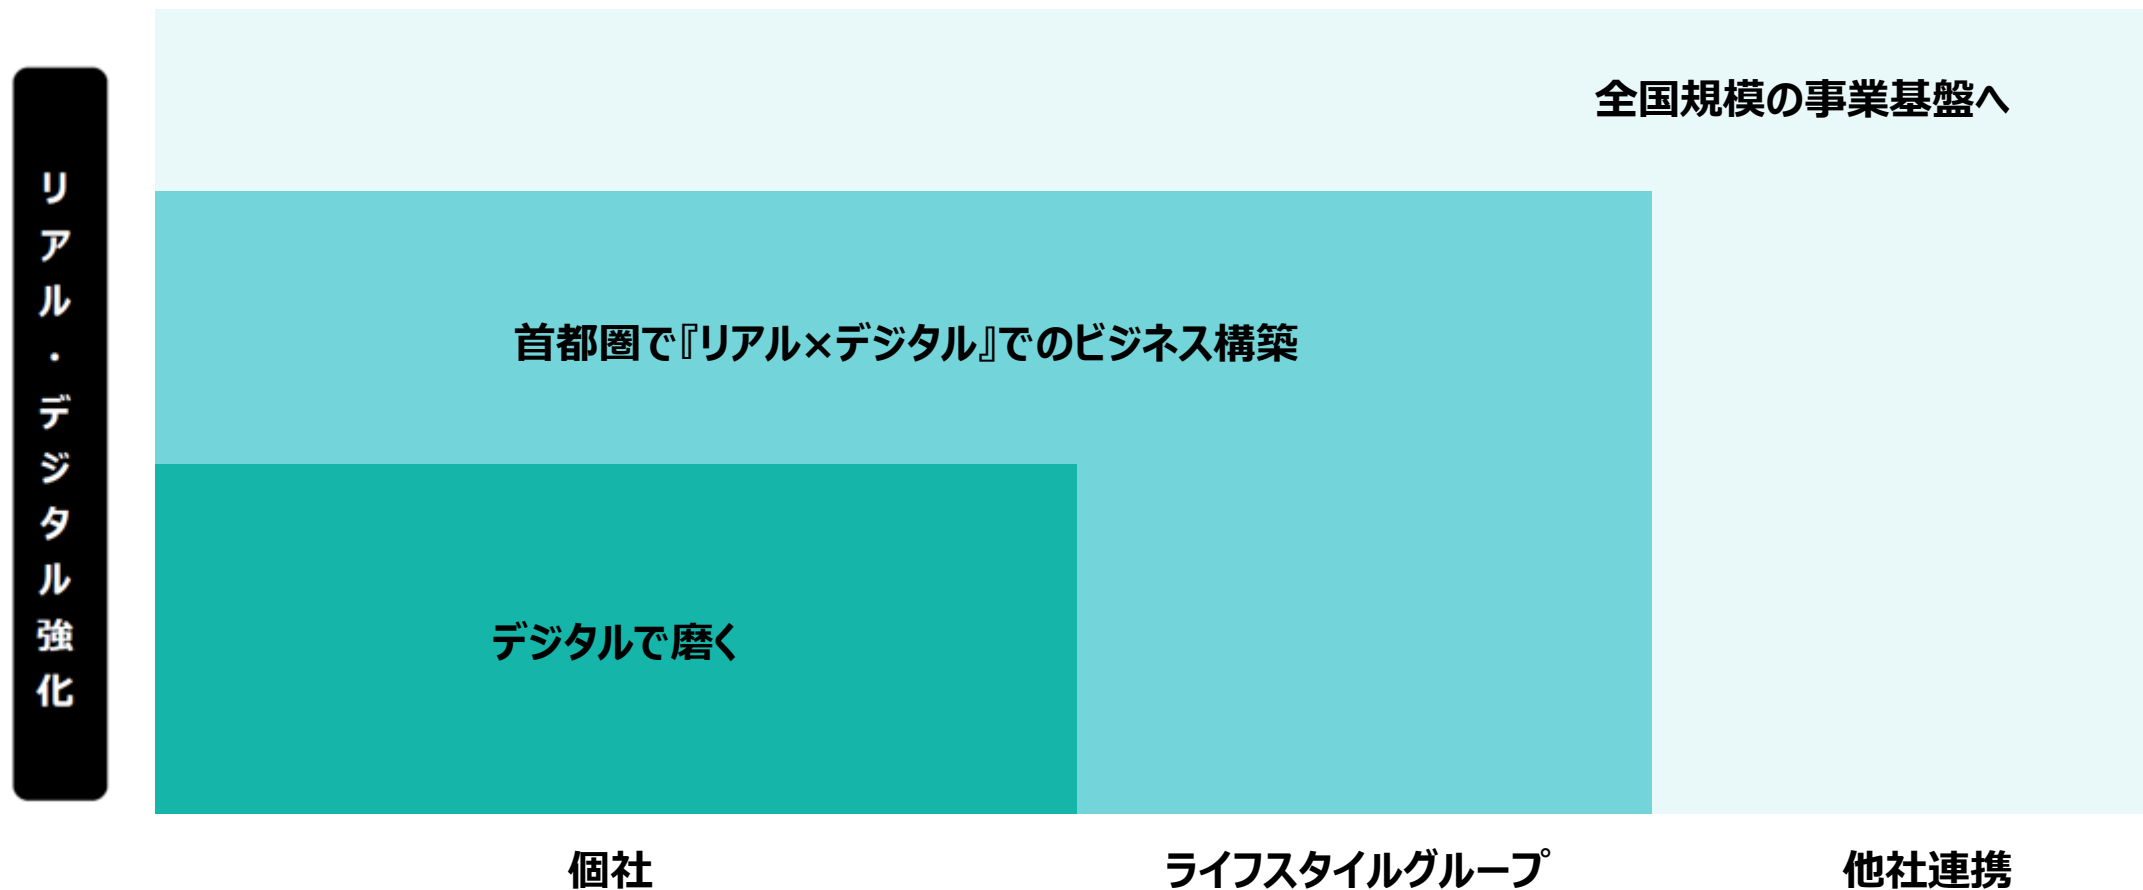 リアル・デジタル強化
全国規模の事業基盤へ
首都圏で『リアル×デジタル』でのビジネス構築
デジタルで磨く
個社
ライフスタイルグループ
他社連携